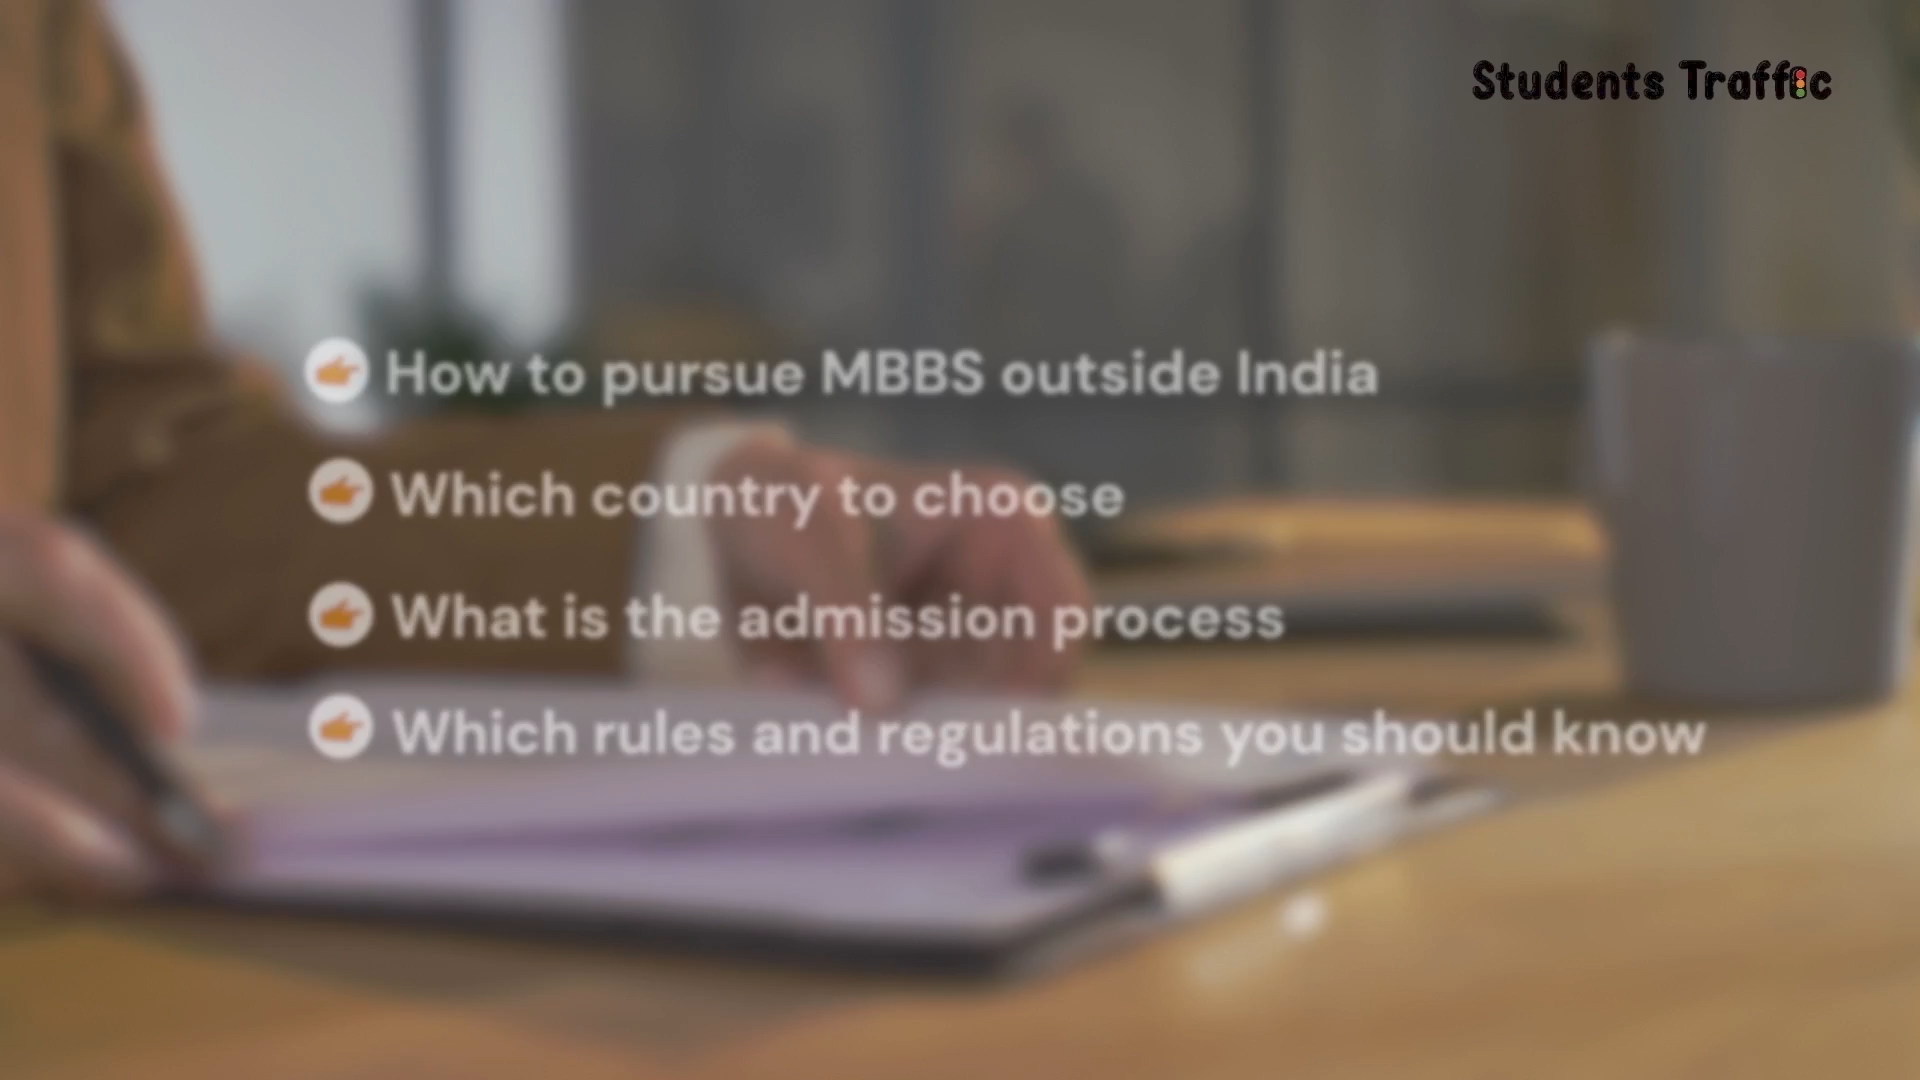 Students Traffic
How to pursue MBBS outside India
Which country to choose
What is the admission process
Which rules and regulations you should know